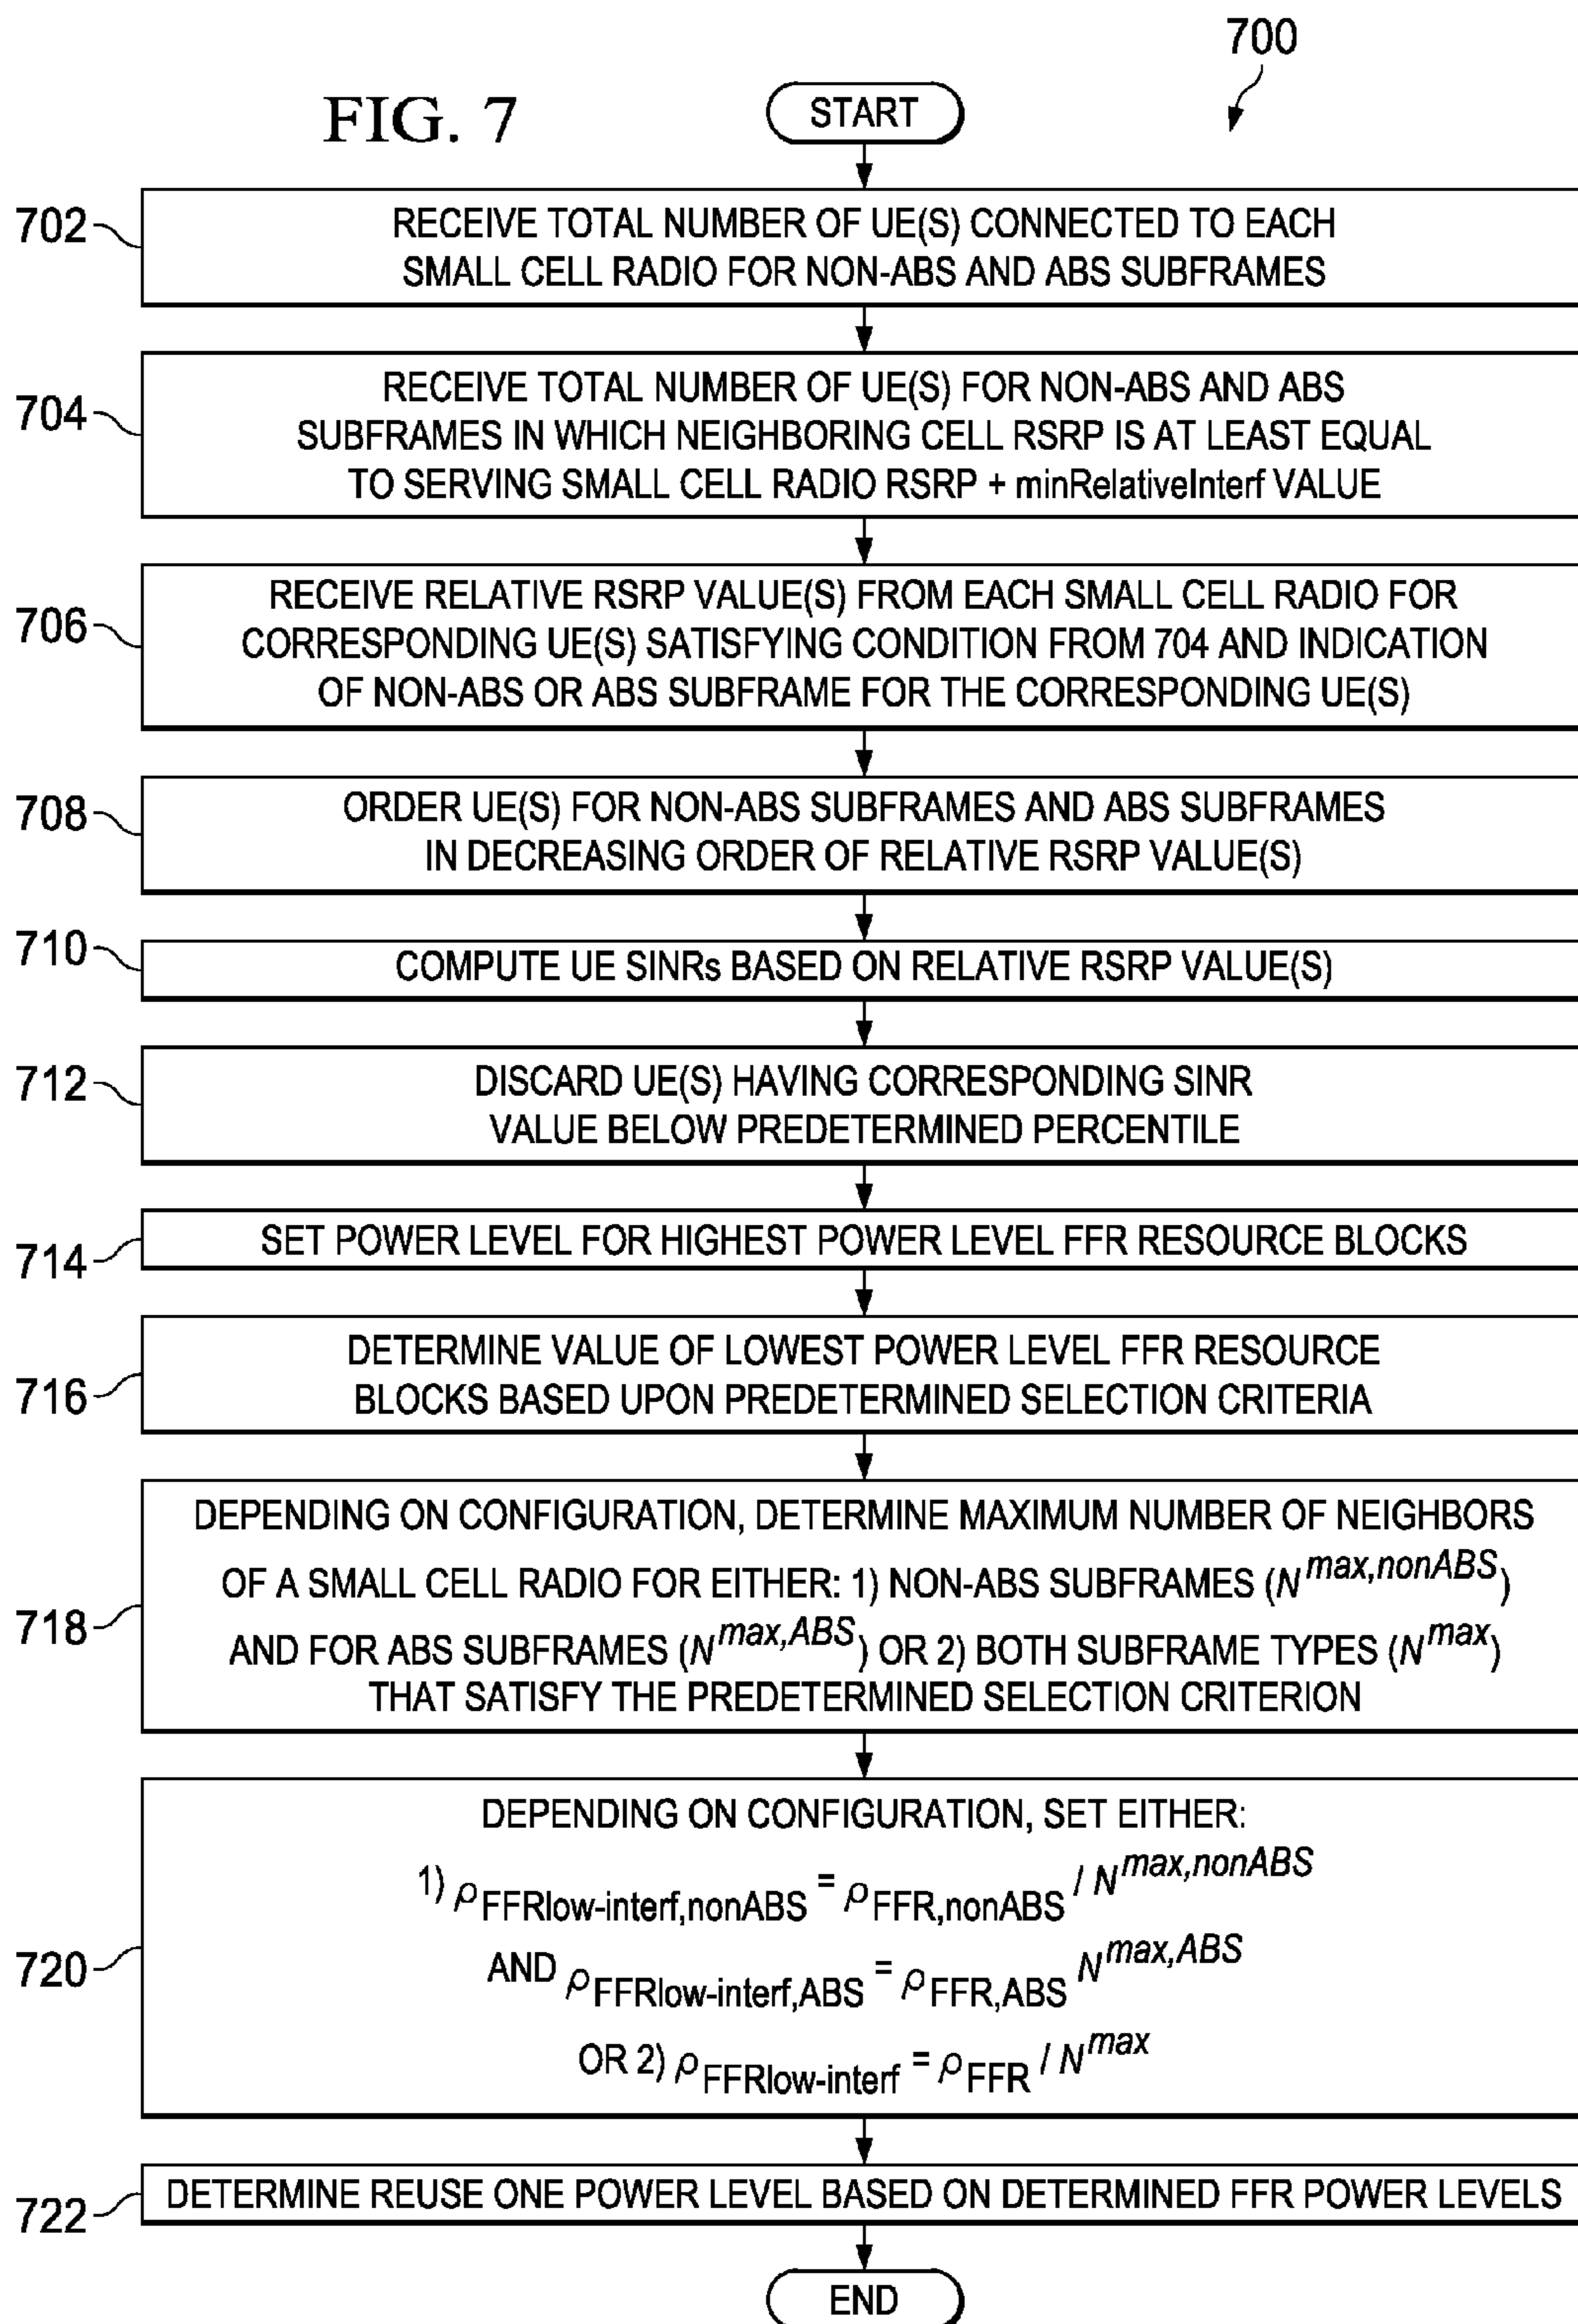 700
FIG. 7
START
702
RECEIVE TOTAL NUMBER OF UE(S) CONNECTED TO EACH
SMALL CELL RADIO FOR NON-ABS AND ABS SUBFRAMES
704
RECEIVE TOTAL NUMBER OF UE(S) FOR NON-ABS AND ABS
SUBFRAMES IN WHICH NEIGHBORING CELL RSRP IS AT LEAST EQUAL
TO SERVING SMALL CELL RADIO RSRP + minRelativeInterf VALUE
706
RECEIVE RELATIVE RSRP VALUE(S) FROM EACH SMALL CELL RADIO FOR
CORRESPONDING UE(S) SATISFYING CONDITION FROM 704 AND INDICATION
OF NON-ABS OR ABS SUBFRAME FOR THE CORRESPONDING UE(S)
708
ORDER UE(S) FOR NON-ABS SUBFRAMES AND ABS SUBFRAMES
IN DECREASING ORDER OF RELATIVE RSRP VALUE(S)
710
COMPUTE UE SINRs BASED ON RELATIVE RSRP VALUE(S)
712
DISCARD UE(S) HAVING CORRESPONDING SINR
VALUE BELOW PREDETERMINED PERCENTILE
714
SET POWER LEVEL FOR HIGHEST POWER LEVEL FFR RESOURCE BLOCKS
716
DETERMINE VALUE OF LOWEST POWER LEVEL FFR RESOURCE
BLOCKS BASED UPON PREDETERMINED SELECTION CRITERIA
718
DEPENDING ON CONFIGURATION, DETERMINE MAXIMUM NUMBER OF NEIGHBORS
OF A SMALL CELL RADIO FOR EITHER: 1) NON-ABS SUBFRAMES (N^max,nonABS)
AND FOR ABS SUBFRAMES (N^max,ABS) OR 2) BOTH SUBFRAME TYPES (N^max)
THAT SATISFY THE PREDETERMINED SELECTION CRITERION
720
DEPENDING ON CONFIGURATION, SET EITHER:
1) ρ_FFRlow-interf,nonABS = ρ_FFR,nonABS / N^max,nonABS
AND ρ_FFRlow-interf,ABS = ρ_FFR,ABS N^max,ABS
OR 2) ρ_FFRlow-interf = ρ_FFR / N^max
722
DETERMINE REUSE ONE POWER LEVEL BASED ON DETERMINED FFR POWER LEVELS
END